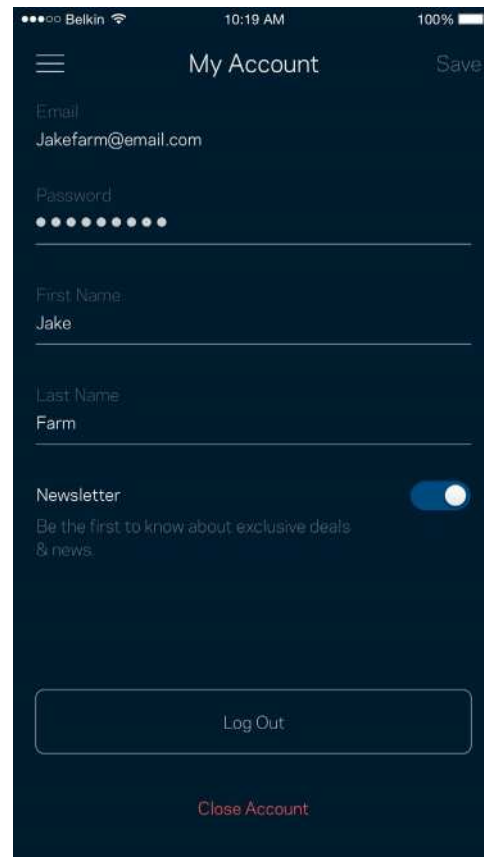 Belkin 10:19 AM 100%
My Account Save
Email
Jakefarm@email.com
Password
●●●●●●●●●
First Name
Jake
Last Name
Farm
Newsletter
Be the first to know about exclusive deals
& news.
Log Out
Close Account